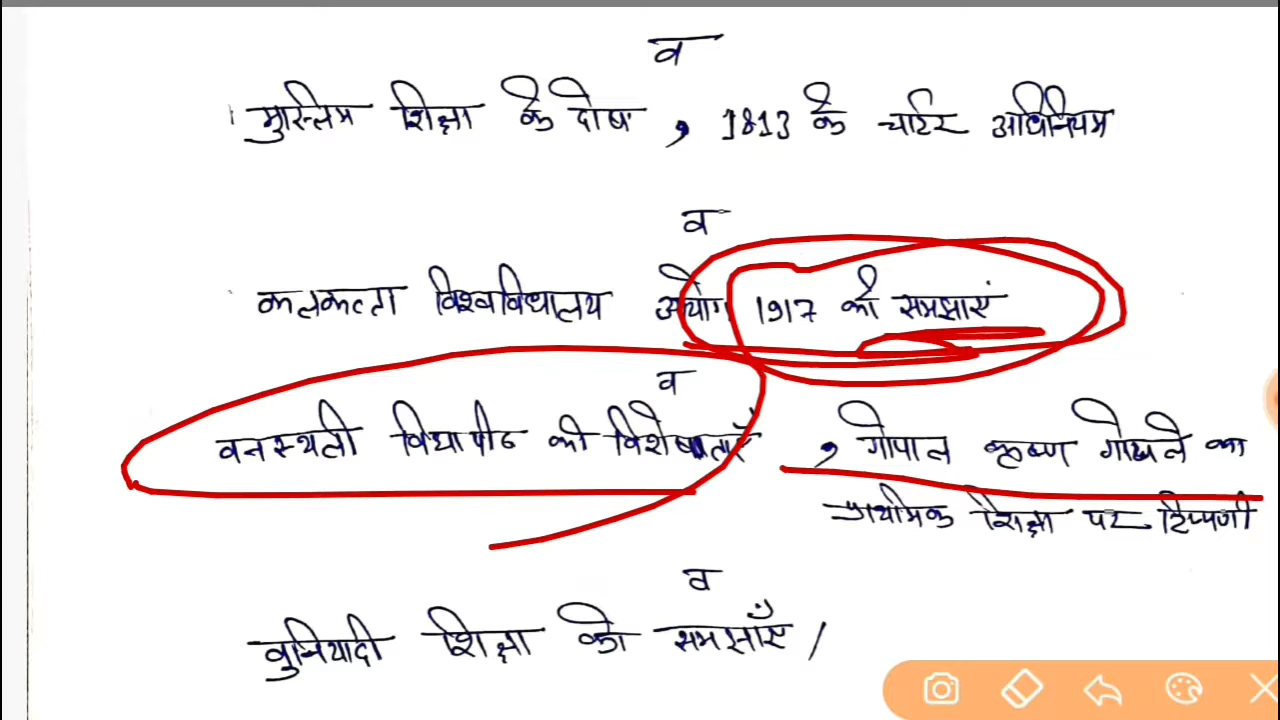 व
मुस्लिम शिक्षा के दोष , 1813 के चार्टर अधिनियम
व
कलकत्ता विश्वविद्यालय आयोग 1917 की समस्याएं
व
वनस्थली विद्यापीठ की विशेषताएँ , गोपाल कृष्ण गोखले का
प्राथमिक शिक्षा पर टिप्पणी
व
बुनियादी शिक्षा की समस्याएँ /